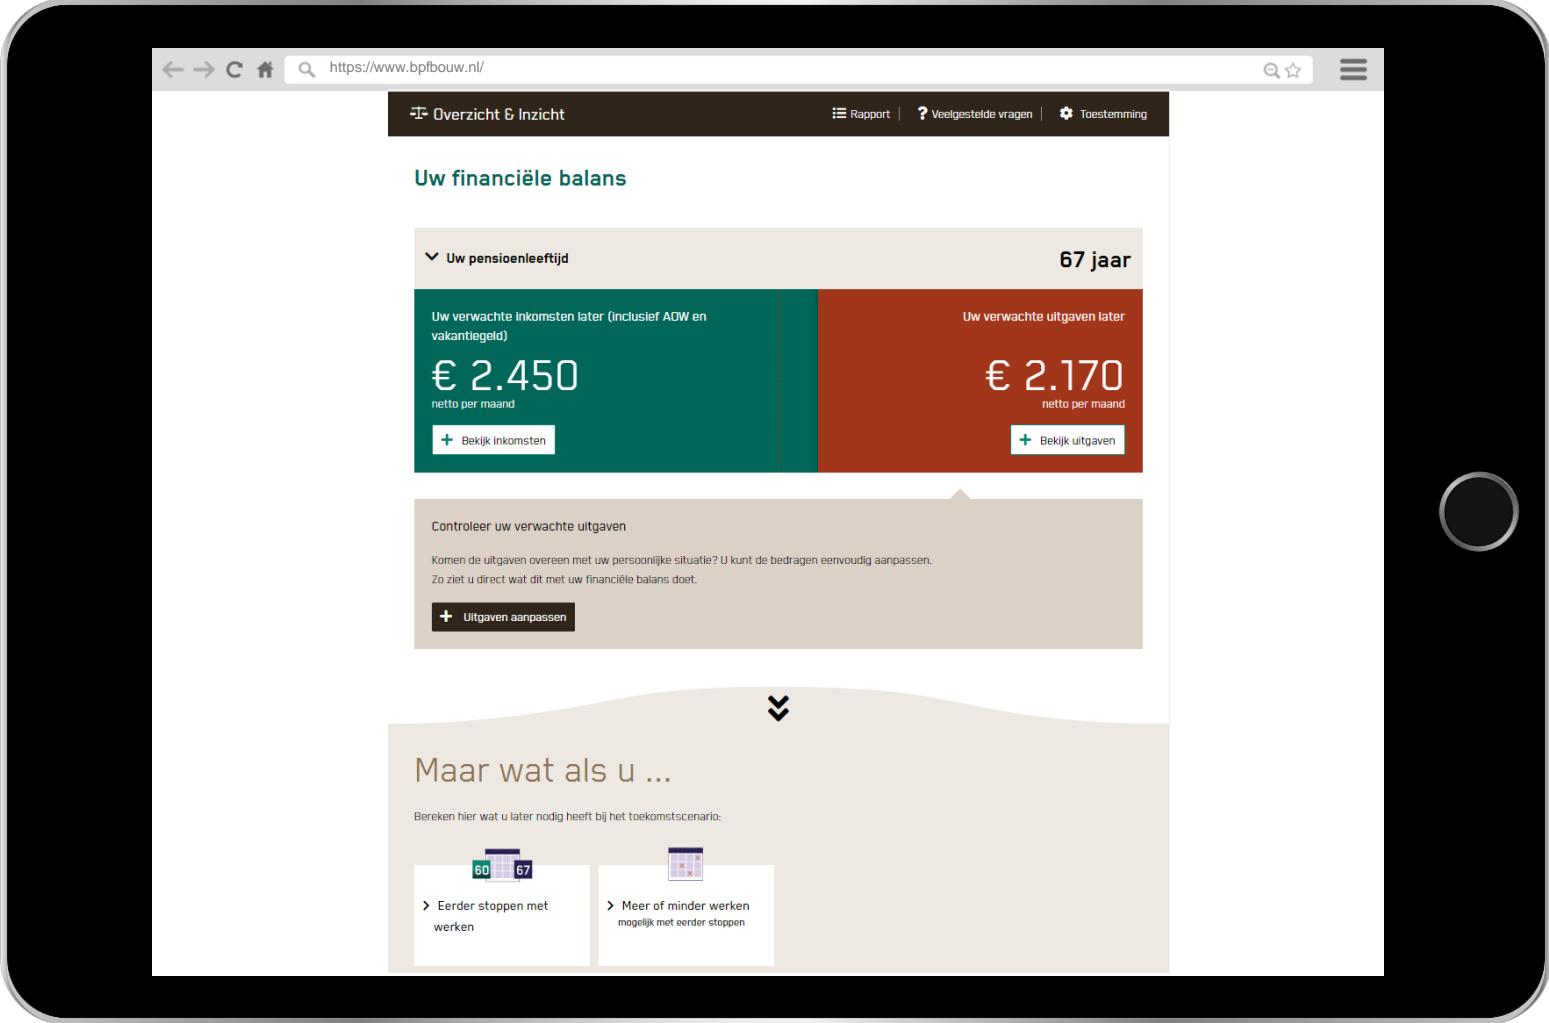 https://www.bpfbouw.nl/
Overzicht & Inzicht
Rapport
Veelgestelde vragen
Toestemming
Uw financiële balans
Uw pensioenleeftijd
67 jaar
Uw verwachte inkomsten later (inclusief AOW en
vakantiegeld)
€ 2.450
netto per maand
Bekijk inkomsten
Uw verwachte uitgaven later
€ 2.170
netto per maand
Bekijk uitgaven
Controleer uw verwachte uitgaven
Komen de uitgaven overeen met uw persoonlijke situatie? U kunt de bedragen eenvoudig aanpassen.
Zo ziet u direct wat dit met uw financiële balans doet.
Uitgaven aanpassen
Maar wat als u ...
Bereken hier wat u later nodig heeft bij het toekomstscenario:
60 67
Eerder stoppen met
werken
Meer of minder werken
mogelijk met eerder stoppen